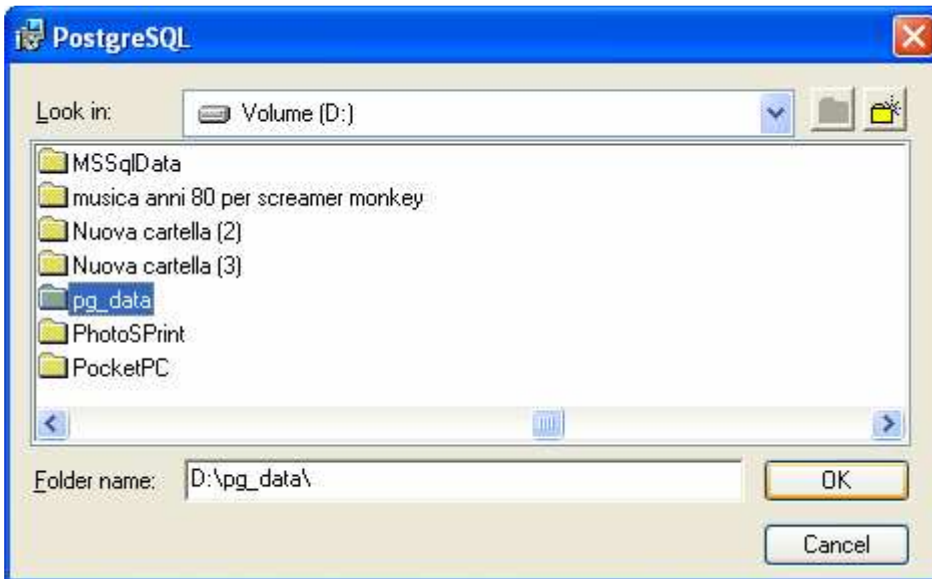 PostgreSQL
Look in: Volume (D:)
MSSqlData
musica anni 80 per screamer monkey
Nuova cartella (2)
Nuova cartella (3)
pg_data
PhotoSPrint
PocketPC
Folder name: D:\pg_data\ OK
Cancel